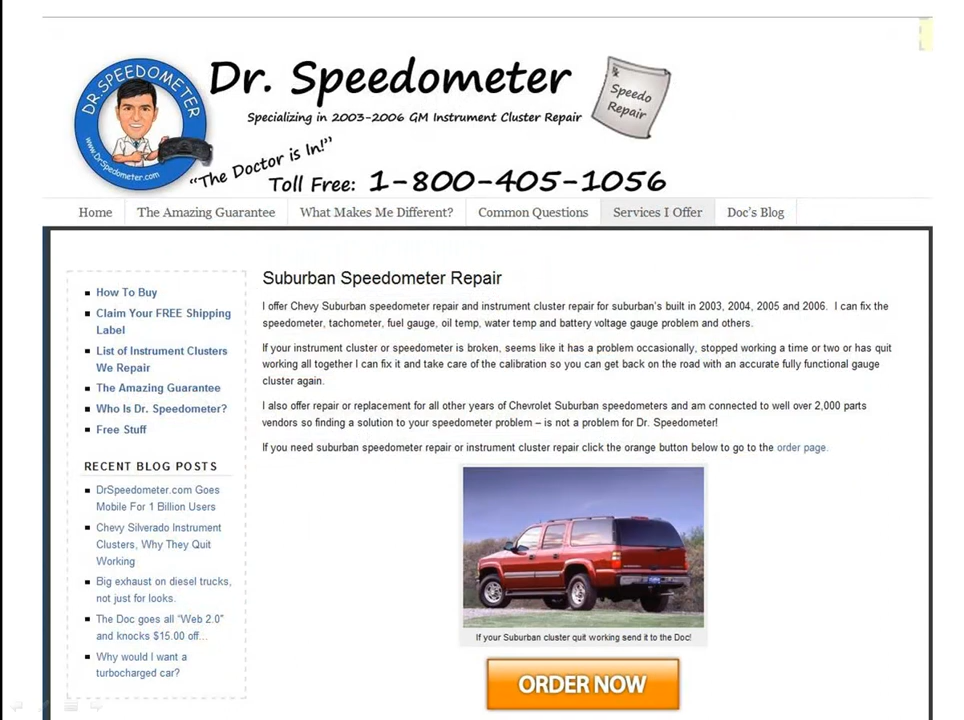 DR. SPEEDOMETER
www.DrSpeedometer.com
Dr. Speedometer
Specializing in 2003-2006 GM Instrument Cluster Repair
"The Doctor is In!"
Toll Free: 1-800-405-1056
Speedo
Repair
Home
The Amazing Guarantee
What Makes Me Different?
Common Questions
Services I Offer
Doc's Blog
How To Buy
Claim Your FREE Shipping
Label
List of Instrument Clusters
We Repair
The Amazing Guarantee
Who Is Dr. Speedometer?
Free Stuff
RECENT BLOG POSTS
DrSpeedometer.com Goes
Mobile For 1 Billion Users
Chevy Silverado Instrument
Clusters, Why They Quit
Working
Big exhaust on diesel trucks,
not just for looks.
The Doc goes all "Web 2.0"
and knocks $15.00 off...
Why would I want a
turbocharged car?
Suburban Speedometer Repair
I offer Chevy Suburban speedometer repair and instrument cluster repair for suburban's built in 2003, 2004, 2005 and 2006. I can fix the
speedometer, tachometer, fuel gauge, oil temp, water temp and battery voltage gauge problem and others.
If your instrument cluster or speedometer is broken, seems like it has a problem occasionally, stopped working a time or two or has quit
working all together I can fix it and take care of the calibration so you can get back on the road with an accurate fully functional gauge
cluster again.
I also offer repair or replacement for all other years of Chevrolet Suburban speedometers and am connected to well over 2,000 parts
vendors so finding a solution to your speedometer problem – is not a problem for Dr. Speedometer!
If you need suburban speedometer repair or instrument cluster repair click the orange button below to go to the order page.
If your Suburban cluster quit working send it to the Doc!
ORDER NOW